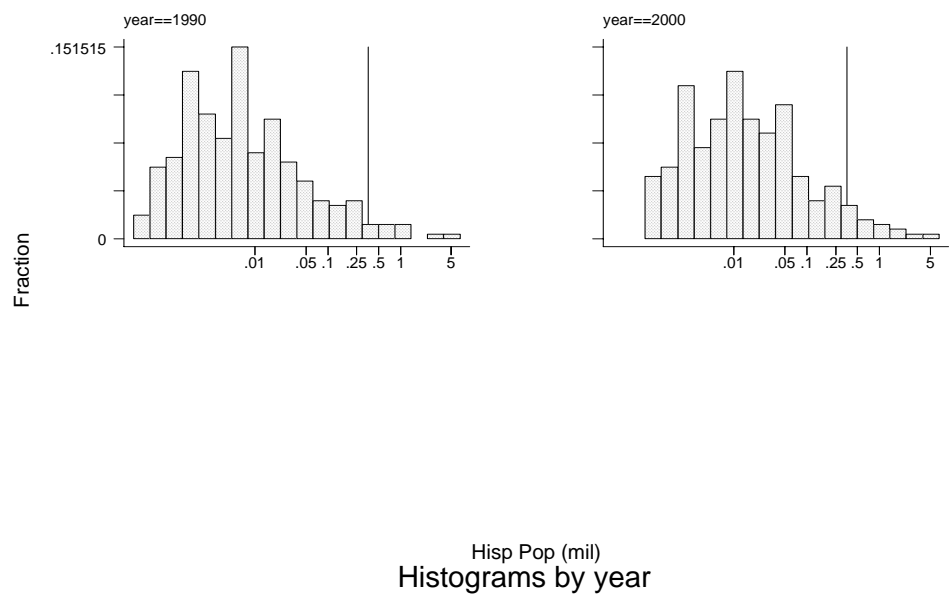 year==1990
year==2000
.151515
0
.01 .05 .1 .25 .5 1 5
.01 .05 .1 .25 .5 1 5
Fraction
Hisp Pop (mil)
Histograms by year